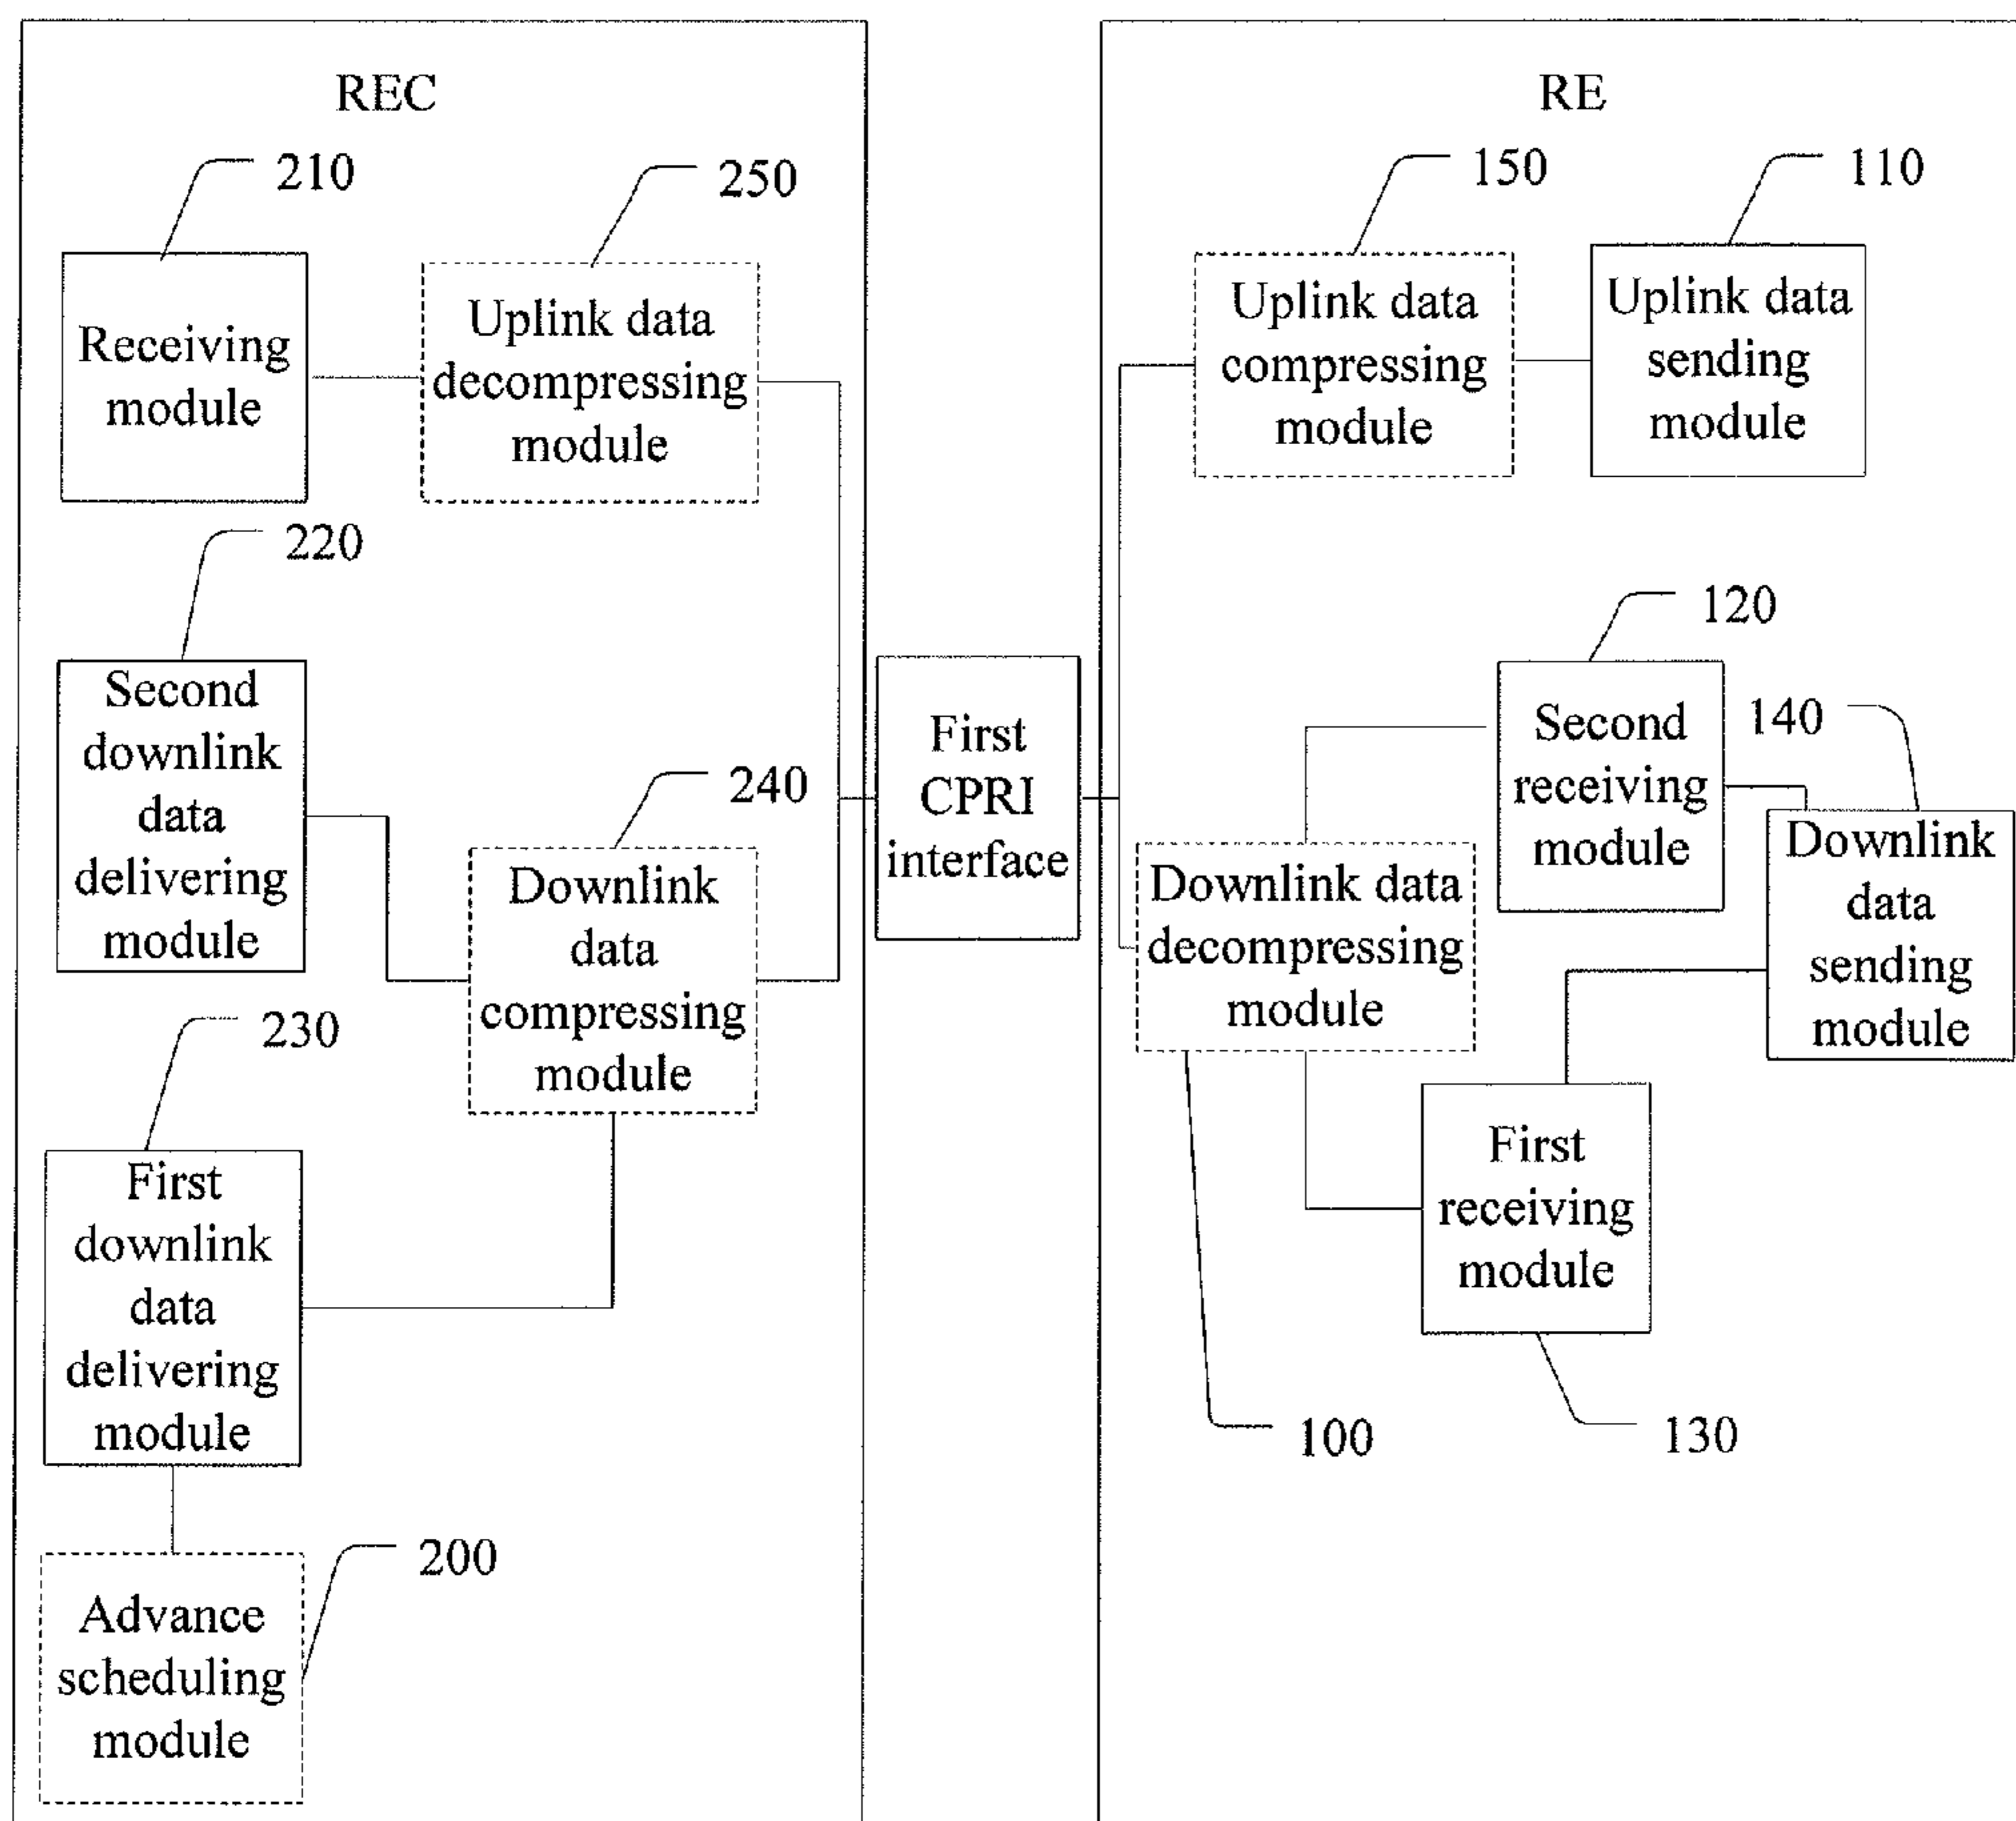 REC
210
250
Receiving
module
Uplink data
decompressing
module
220
Second
downlink
data
delivering
module
240
Downlink
data
compressing
module
230
First
downlink
data
delivering
module
200
Advance
scheduling
module
First
CPRI
interface
RE
150
110
Uplink data
compressing
module
Uplink data
sending
module
120
Second
receiving
module
140
Downlink
data
sending
module
Downlink data
decompressing
module
First
receiving
module
100
130